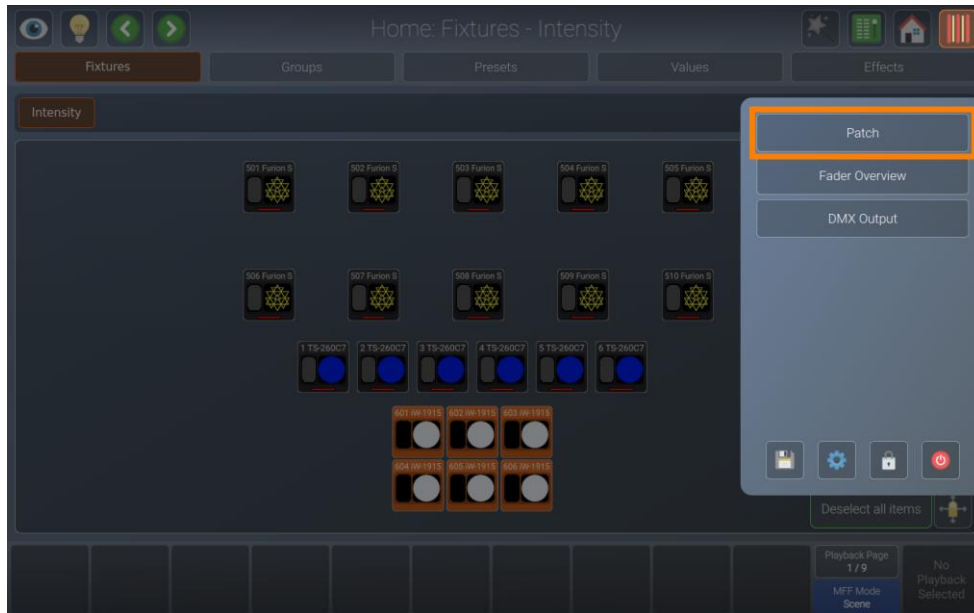 Home: Fixtures - Intensity
Fixtures
Groups
Presets
Values
Effects
Intensity
Patch
Fader Overview
DMX Output
501 Furion S
502 Furion S
503 Furion S
504 Furion S
505 Furion S
506 Furion S
507 Furion S
508 Furion S
509 Furion S
510 Furion S
1 TS-260C7
2 TS-260C7
3 TS-260C7
4 TS-260C7
5 TS-260C7
6 TS-260C7
601 iW-1915
602 iW-1915
603 iW-1915
604 iW-1915
605 iW-1915
606 iW-1915
Deselect all items
Playback Page
1 / 9
MFF Mode
Scene
No
Playback
Selected